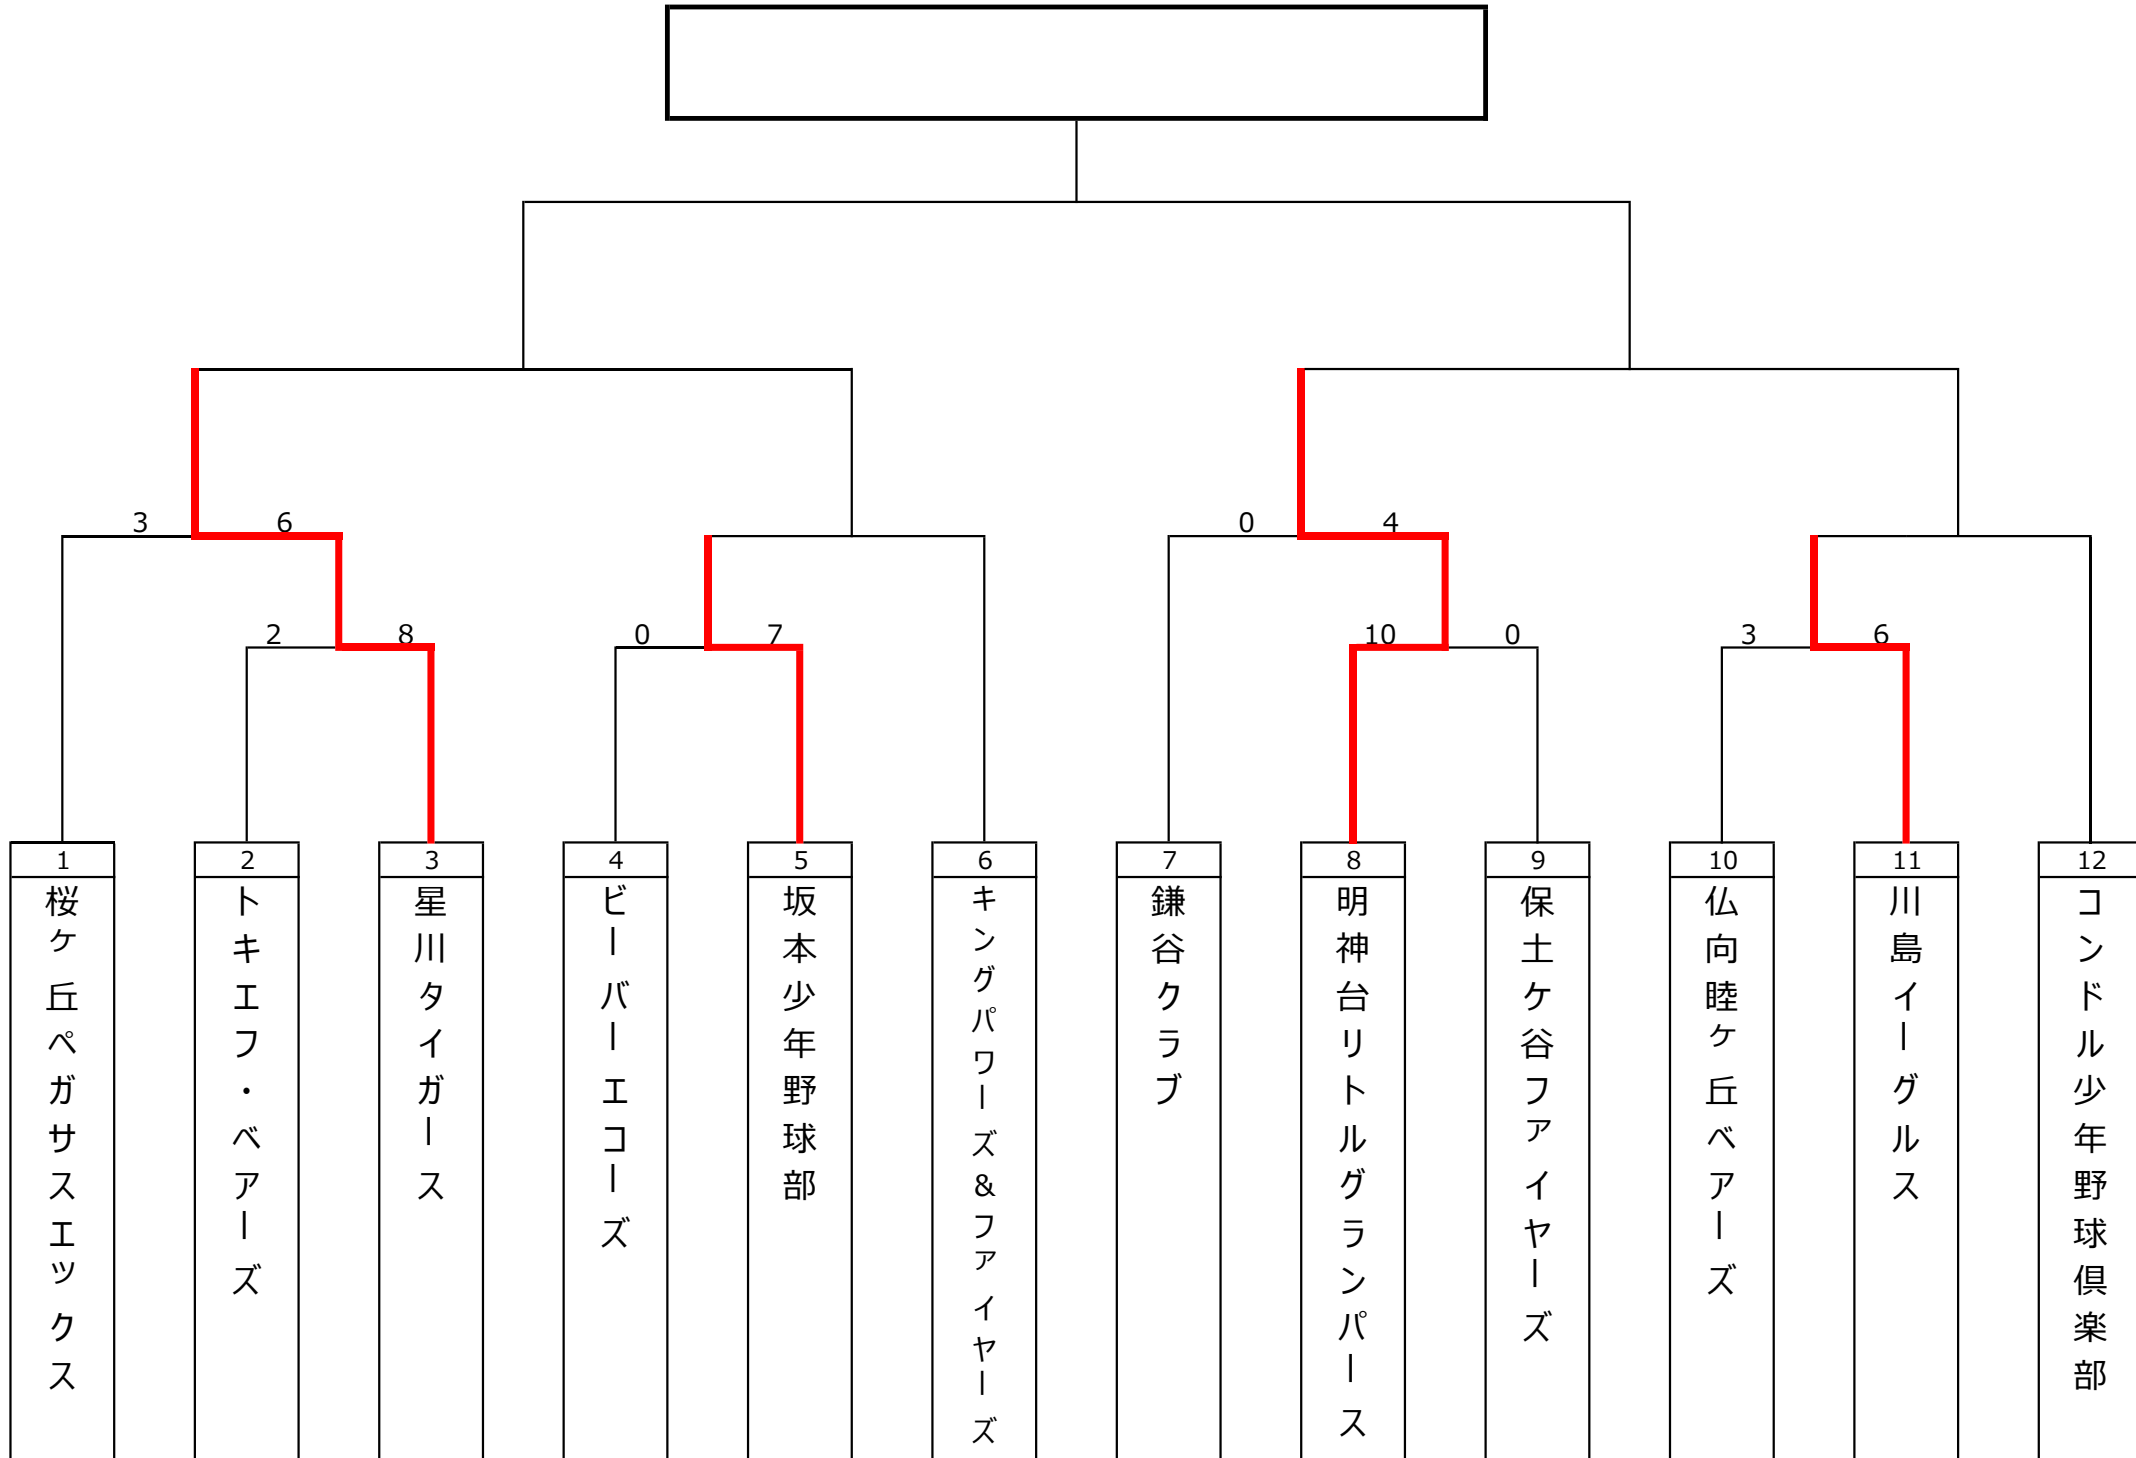 3 6 0 4
2 8 0 7 10 0 3 6
1 2 3 4 5 6 7 8 9 10 11 12
桜ケ丘ペガサスエックス
トキエフ・ベアーズ
星川タイガース
ビーバーエコーズ
坂本少年野球部
キングパワーズ&ファイヤーズ
鎌谷クラブ
明神台リトルグランパース
保土ケ谷ファイヤーズ
仏向睦ケ丘ベアーズ
川島イーグルス
コンドル少年野球倶楽部